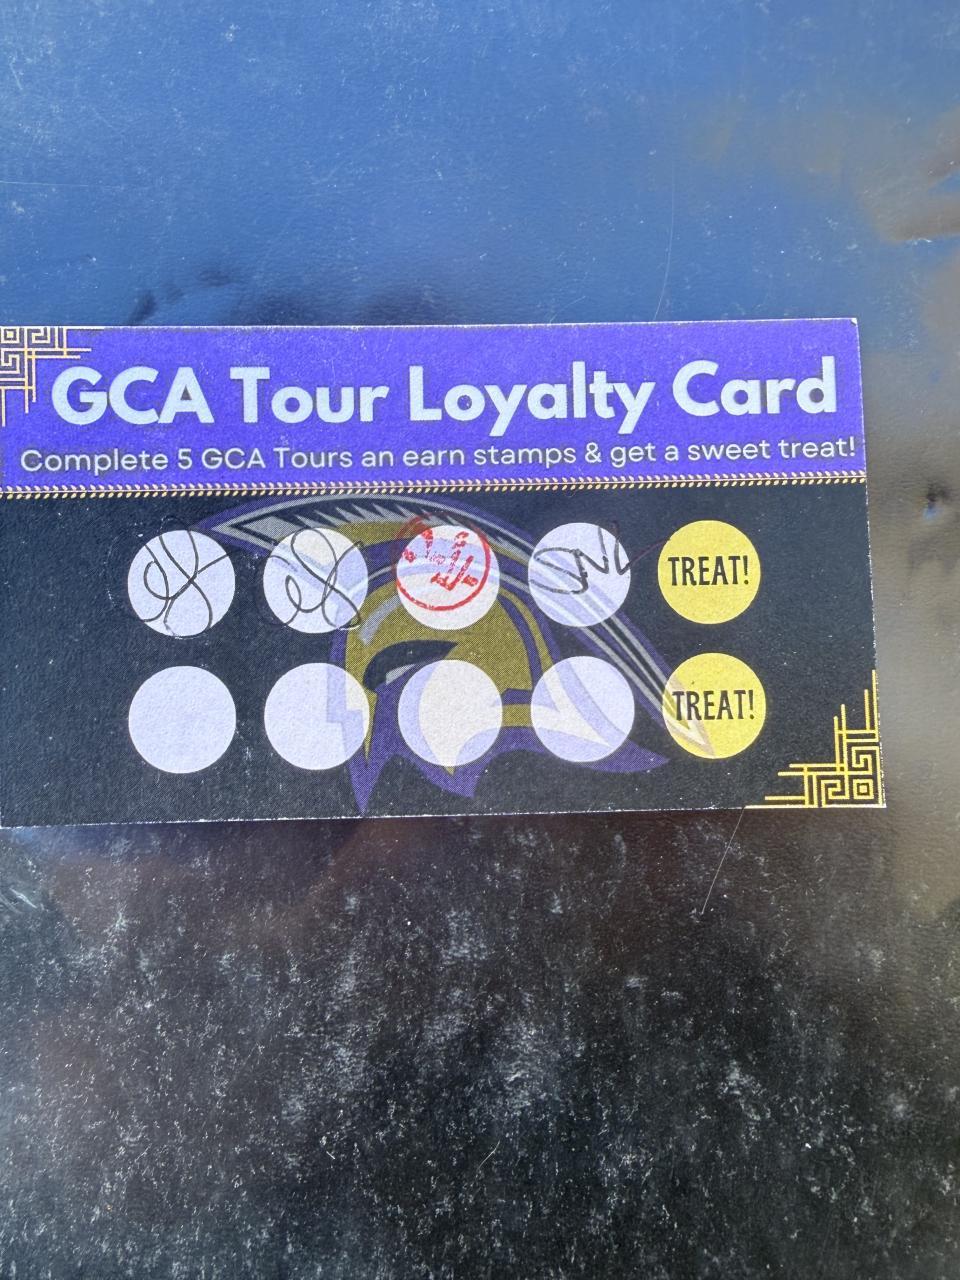 GCA Tour Loyalty Card
Complete 5 GCA Tours an earn stamps & get a sweet treat!
TREAT!
TREAT!